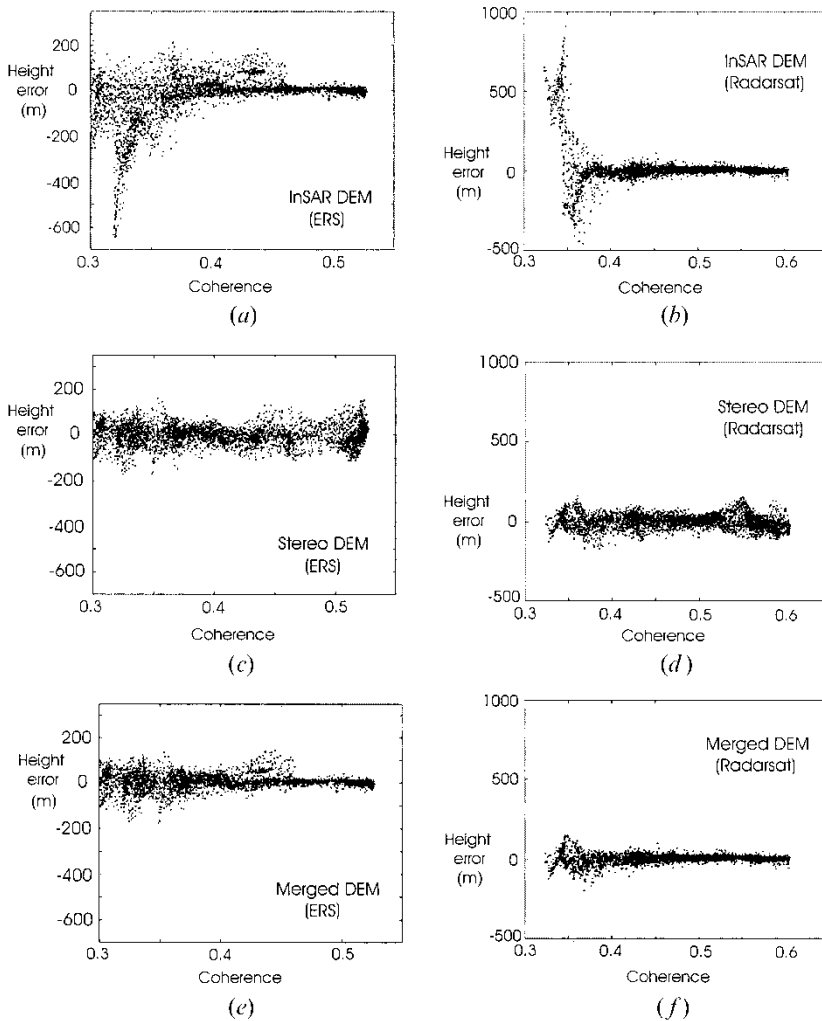 200
Height
error
(m)
0
-200
-400
-600
InSAR DEM
(ERS)
0.3
0.4
0.5
Coherence
(a)
1000
InSAR DEM
(Radarsat)
500
Height
error
(m)
0
-500
0.3
0.4
0.5
0.6
Coherence
(b)
200
Height
error
(m)
0
-200
-400
-600
Stereo DEM
(ERS)
0.3
0.4
0.5
Coherence
(c)
1000
Stereo DEM
(Radarsat)
500
Height
error
(m)
0
-500
0.3
0.4
0.5
0.6
Coherence
(d)
200
Height
error
(m)
0
-200
-400
-600
Merged DEM
(ERS)
0.3
0.4
0.5
Coherence
(e)
1000
Merged DEM
(Radarsat)
500
Height
error
(m)
0
-500
0.3
0.4
0.5
0.6
Coherence
(f)